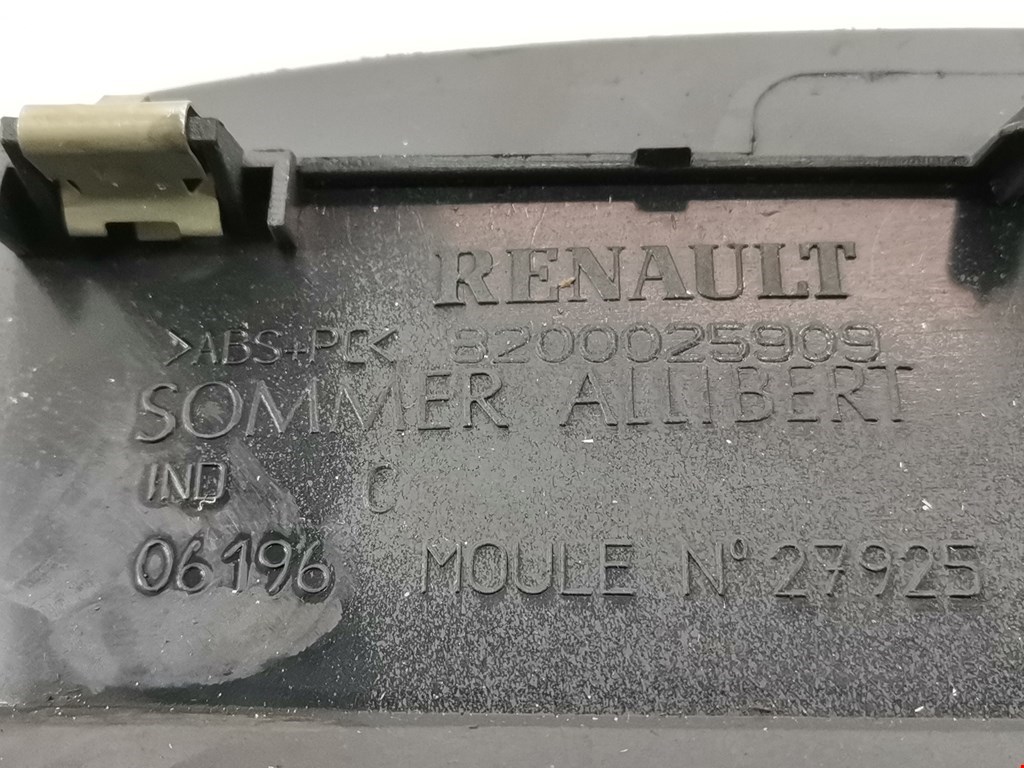 RENAULT
>ABS+PC< 8200025909
SOMMER ALLIBERT
IND C
06196 MOULE N° 27925